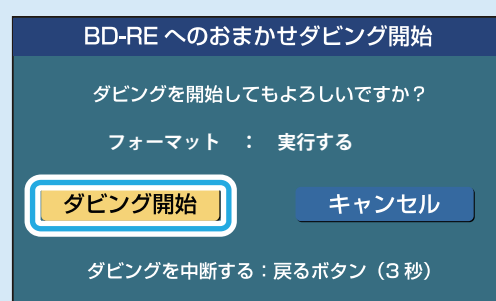 BD-RE へのおまかせダビング開始
ダビングを開始してもよろしいですか？
フォーマット ： 実行する
ダビング開始 キャンセル
ダビングを中断する：戻るボタン（3 秒）